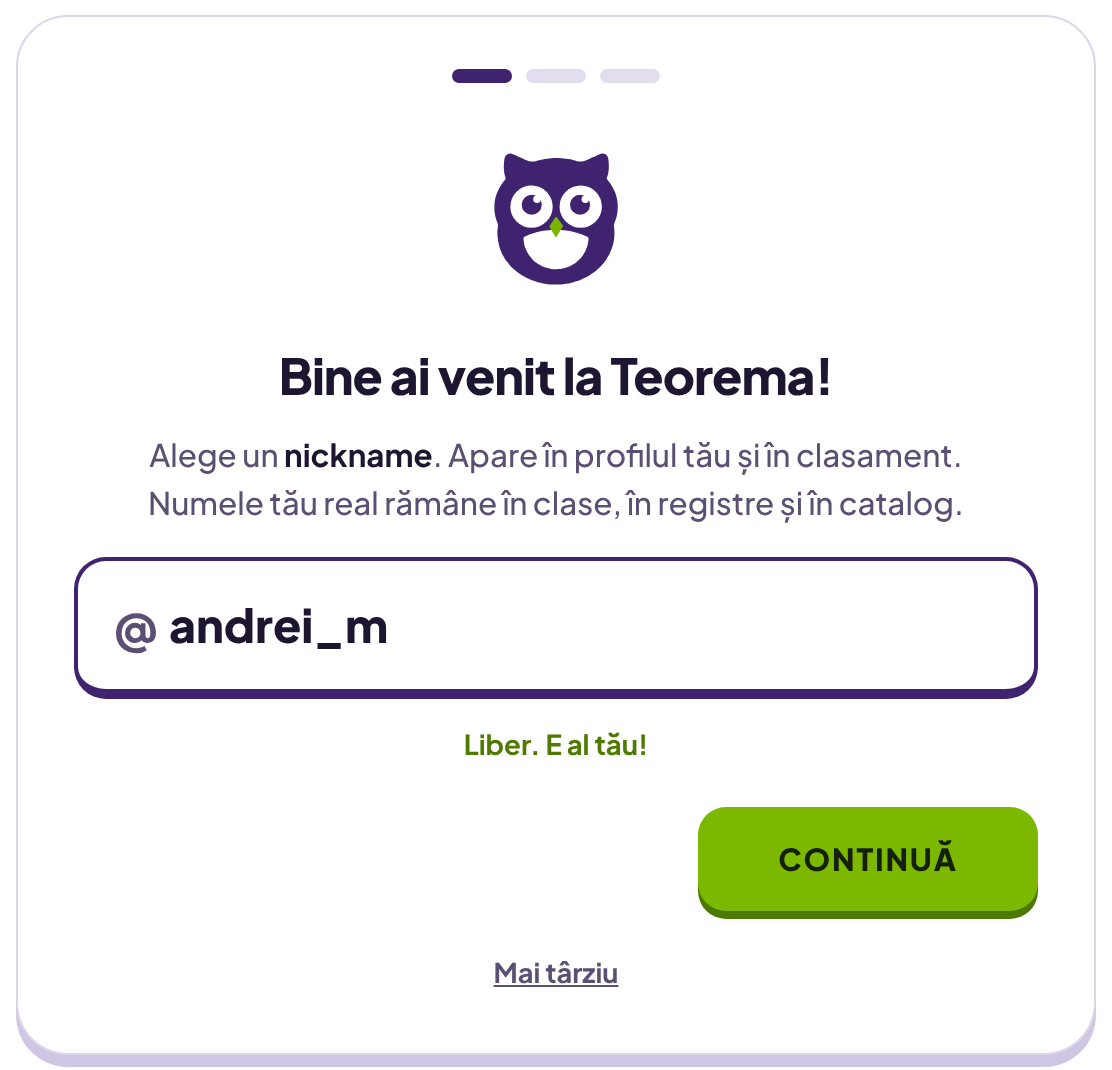 Bine ai venit la Teorema!
Alege un nickname. Apare în profilul tău și în clasament.
Numele tău real rămâne în clase, în registre și în catalog.
@ andrei_m
Liber. E al tău!
CONTINUĂ
Mai târziu